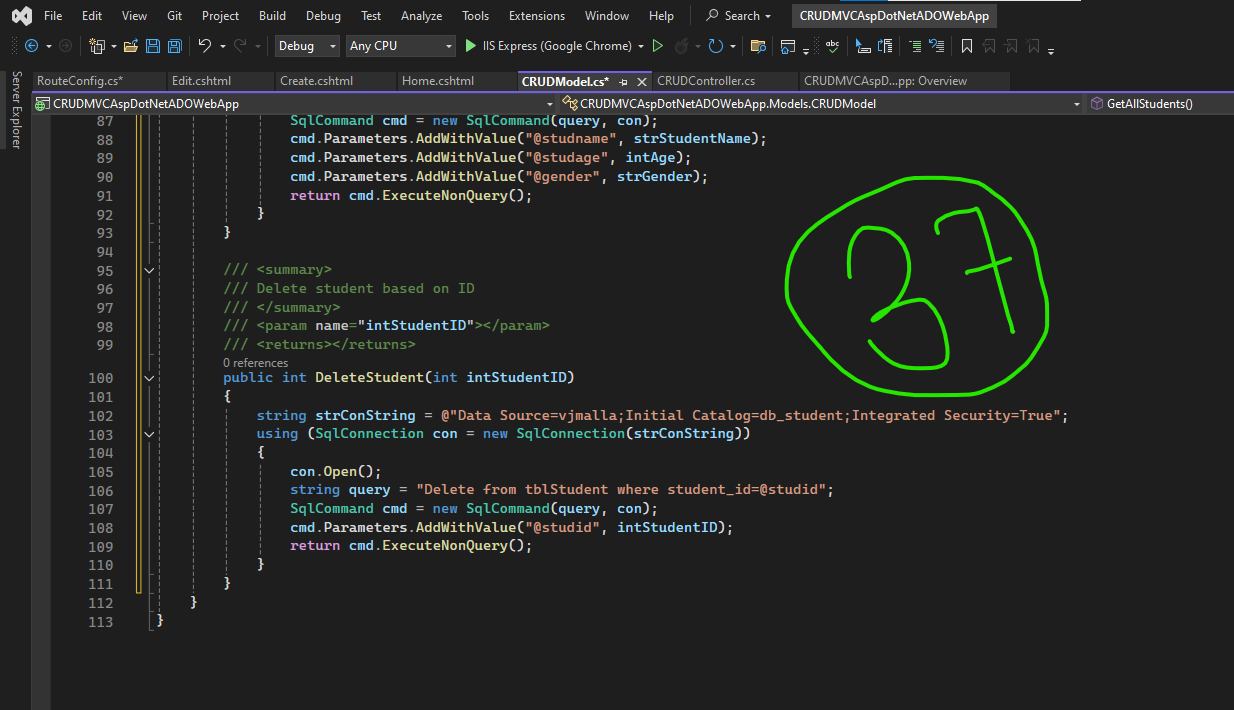 File Edit View Git Project Build Debug Test Analyze Tools Extensions Window Help Search CRUDMVCAspDotNetADOWebApp
Debug Any CPU IIS Express (Google Chrome)
Server Explorer
RouteConfig.cs* Edit.cshtml Create.cshtml Home.cshtml CRUDModel.cs* CRUDController.cs CRUDMVCAspD...pp: Overview
CRUDMVCAspDotNetADOWebApp CRUDMVCAspDotNetADOWebApp.Models.CRUDModel GetAllStudents()
87 SqlCommand cmd = new SqlCommand(query, con);
88 cmd.Parameters.AddWithValue("@studname", strStudentName);
89 cmd.Parameters.AddWithValue("@studage", intAge);
90 cmd.Parameters.AddWithValue("@gender", strGender);
91 return cmd.ExecuteNonQuery();
92 }
93 }
94
95 /// <summary>
96 /// Delete student based on ID
97 /// </summary>
98 /// <param name="intStudentID"></param>
99 /// <returns></returns>
0 references
100 public int DeleteStudent(int intStudentID)
101 {
102 string strConString = @"Data Source=vjmalla;Initial Catalog=db_student;Integrated Security=True";
103 using (SqlConnection con = new SqlConnection(strConString))
104 {
105 con.Open();
106 string query = "Delete from tblStudent where student_id=@studid";
107 SqlCommand cmd = new SqlCommand(query, con);
108 cmd.Parameters.AddWithValue("@studid", intStudentID);
109 return cmd.ExecuteNonQuery();
110 }
111 }
112 }
113 }
37